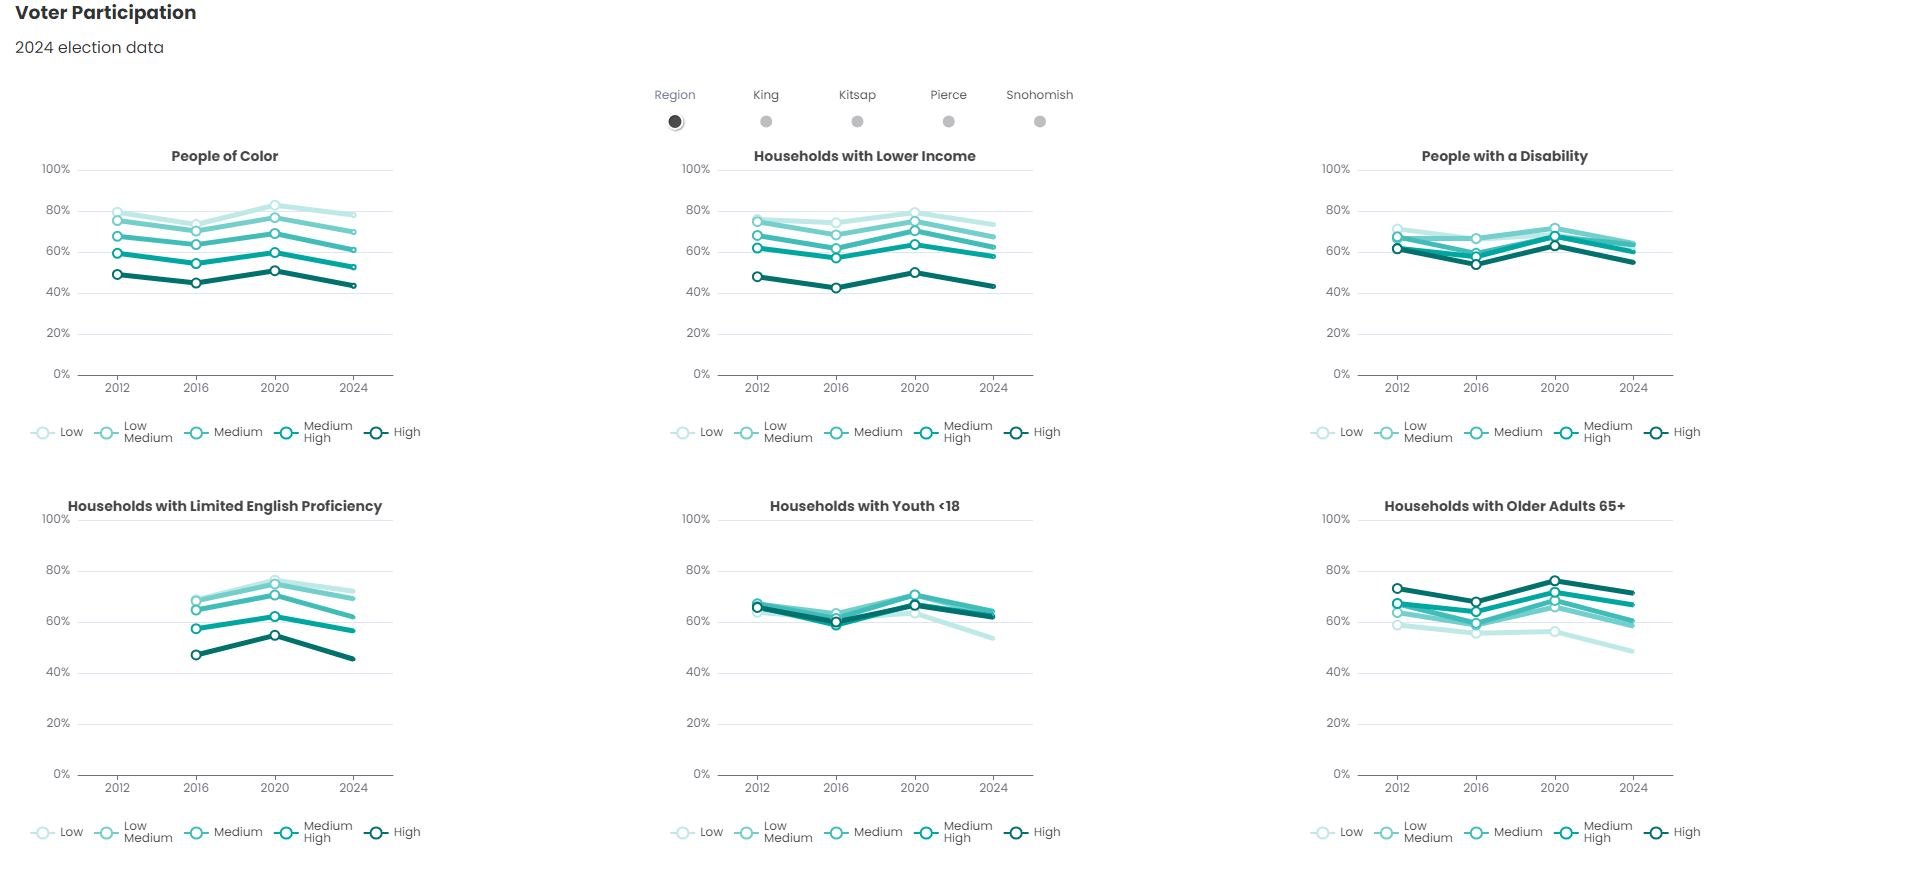 Voter Participation
2024 election data
Region King Kitsap Pierce Snohomish
People of Color
100%
80%
60%
40%
20%
0%
2012 2016 2020 2024
Low Low Medium Medium Medium High High
Households with Lower Income
100%
80%
60%
40%
20%
0%
2012 2016 2020 2024
Low Low Medium Medium Medium High High
People with a Disability
100%
80%
60%
40%
20%
0%
2012 2016 2020 2024
Low Low Medium Medium Medium High High
Households with Limited English Proficiency
100%
80%
60%
40%
20%
0%
2012 2016 2020 2024
Low Low Medium Medium Medium High High
Households with Youth <18
100%
80%
60%
40%
20%
0%
2012 2016 2020 2024
Low Low Medium Medium Medium High High
Households with Older Adults 65+
100%
80%
60%
40%
20%
0%
2012 2016 2020 2024
Low Low Medium Medium Medium High High